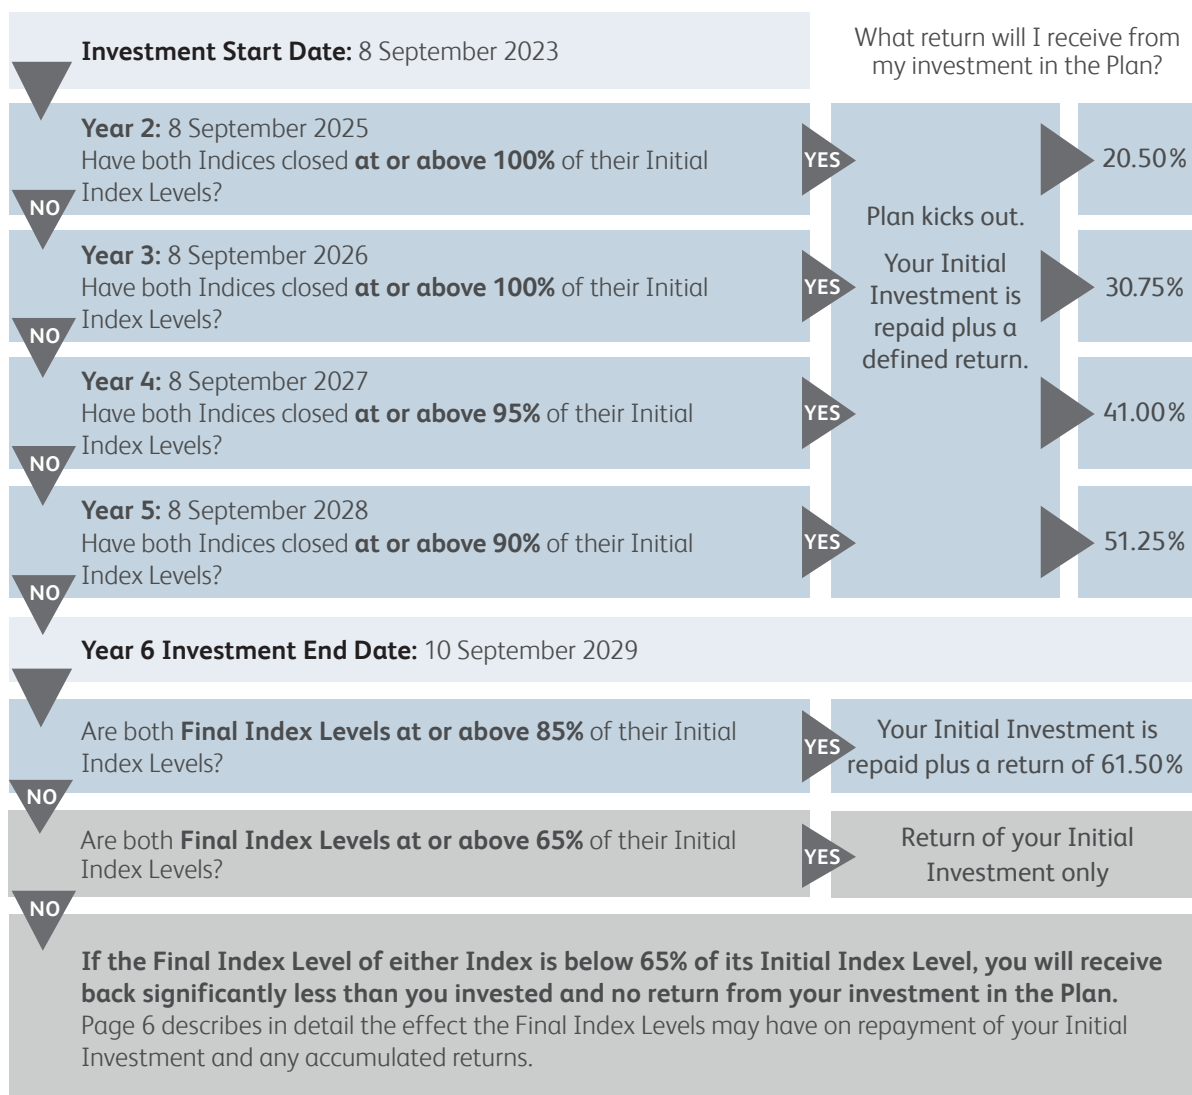 Investment Start Date: 8 September 2023
What return will I receive from
my investment in the Plan?
Year 2: 8 September 2025
Have both Indices closed at or above 100% of their Initial
Index Levels?
YES
20.50%
NO
Year 3: 8 September 2026
Have both Indices closed at or above 100% of their Initial
Index Levels?
YES
Plan kicks out.
Your Initial
Investment is
repaid plus a
defined return.
30.75%
NO
Year 4: 8 September 2027
Have both Indices closed at or above 95% of their Initial
Index Levels?
YES
41.00%
NO
Year 5: 8 September 2028
Have both Indices closed at or above 90% of their Initial
Index Levels?
YES
51.25%
NO
Year 6 Investment End Date: 10 September 2029
Are both Final Index Levels at or above 85% of their Initial
Index Levels?
YES
Your Initial Investment is
repaid plus a return of 61.50%
NO
Are both Final Index Levels at or above 65% of their Initial
Index Levels?
YES
Return of your Initial
Investment only
NO
If the Final Index Level of either Index is below 65% of its Initial Index Level, you will receive
back significantly less than you invested and no return from your investment in the Plan.
Page 6 describes in detail the effect the Final Index Levels may have on repayment of your Initial
Investment and any accumulated returns.